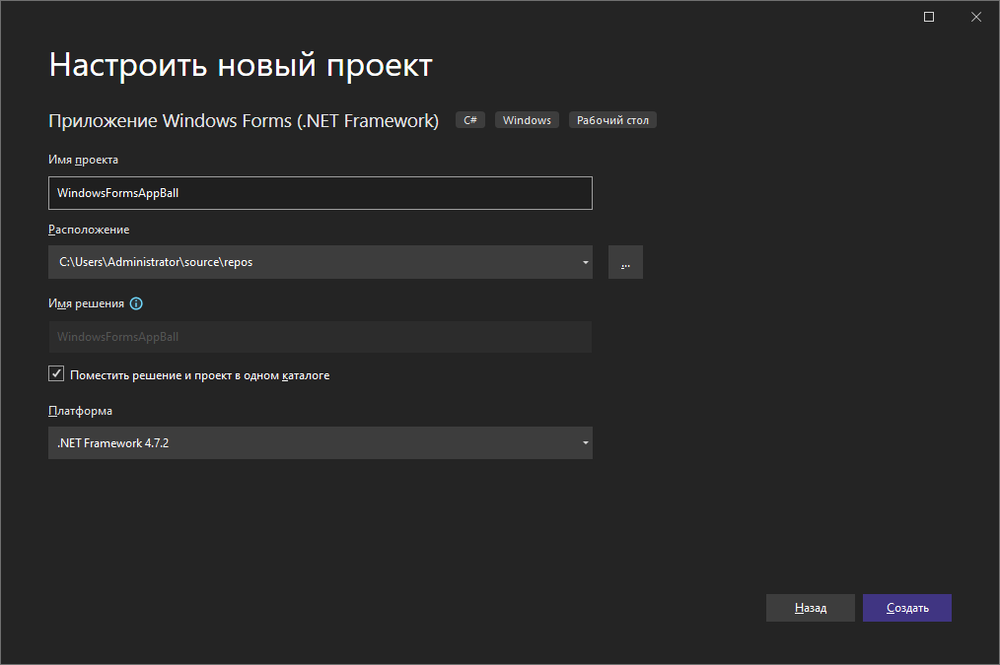 Настроить новый проект
Приложение Windows Forms (.NET Framework) C# Windows Рабочий стол
Имя проекта
WindowsFormsAppBall
Расположение
C:\Users\Administrator\source\repos
...
Имя решения
WindowsFormsAppBall
Поместить решение и проект в одном каталоге
Платформа
.NET Framework 4.7.2
Назад Создать